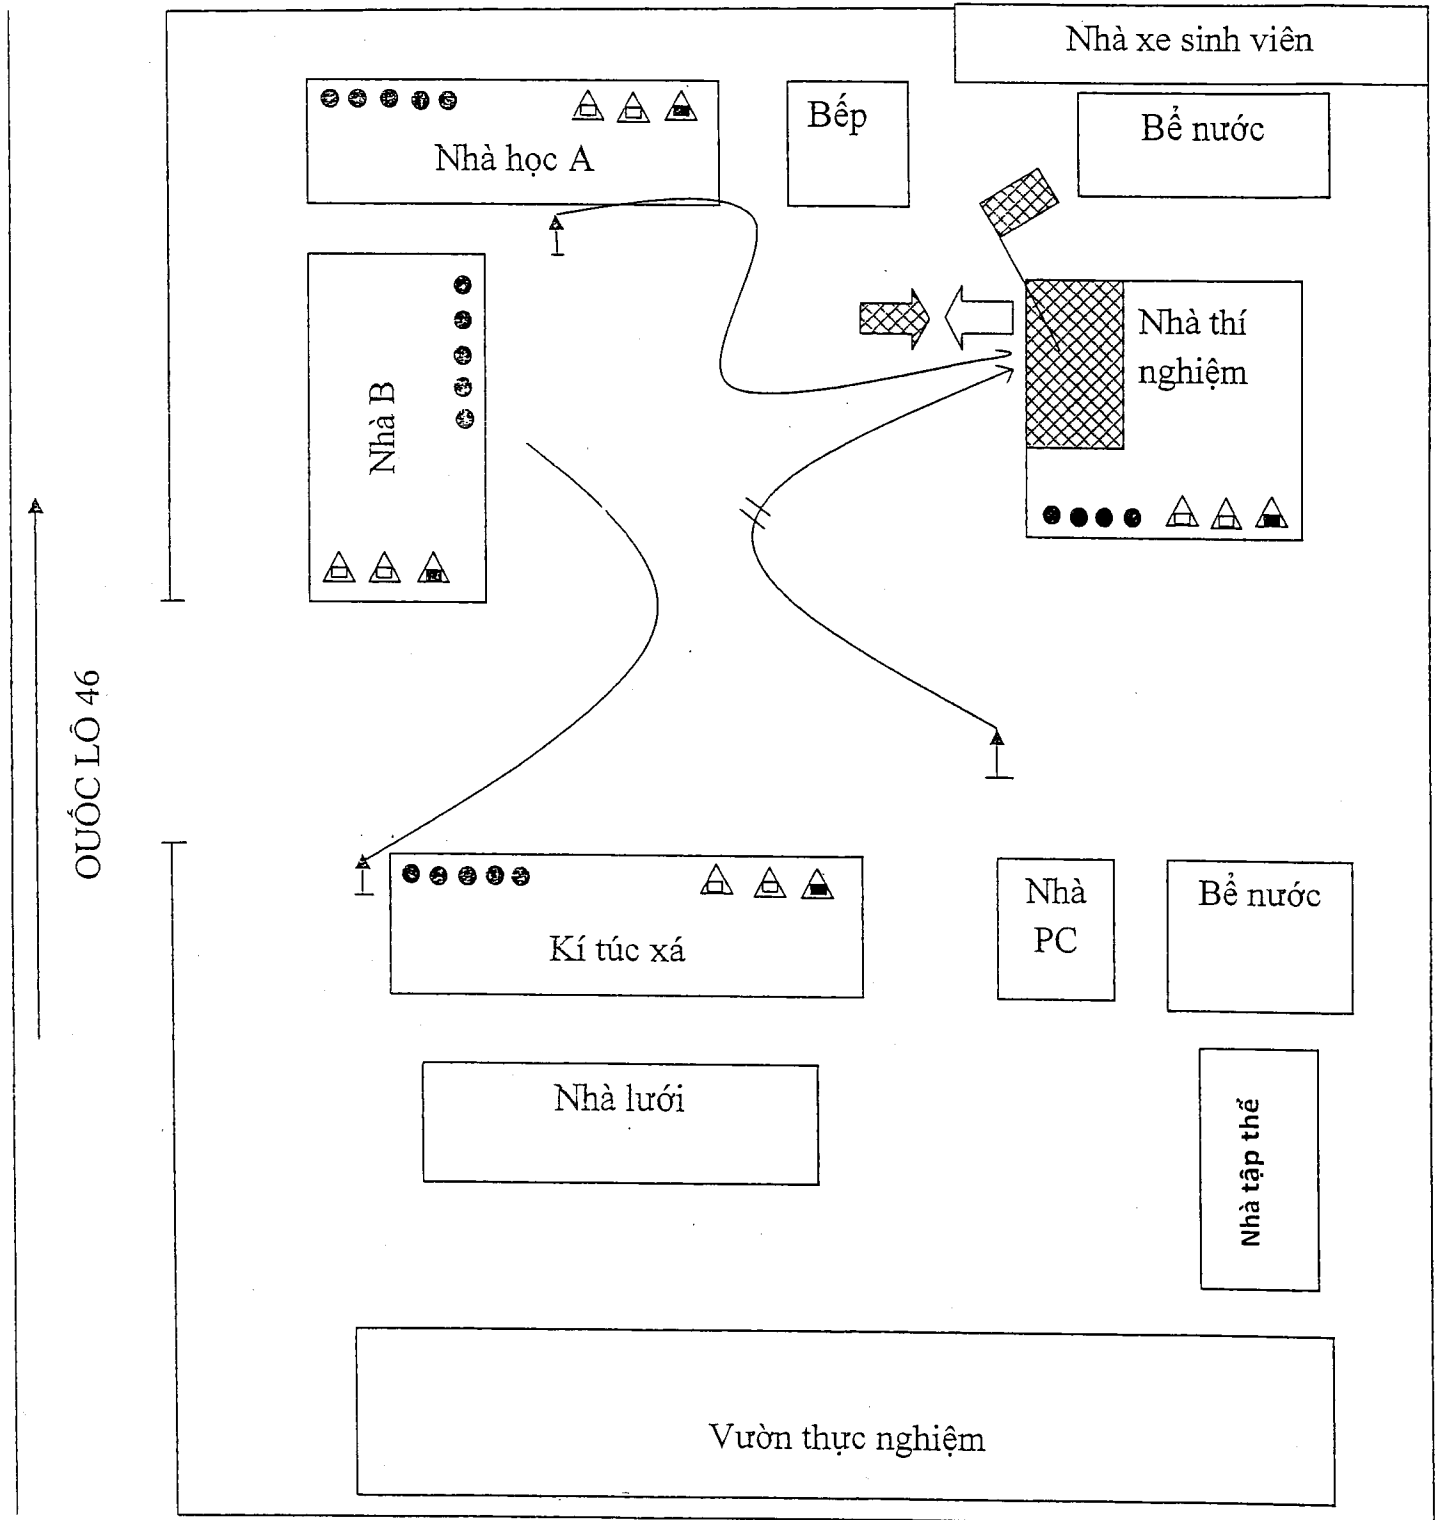 Nhà xe sinh viên
Bếp
Bể nước
Nhà học A
Nhà thí
nghiệm
Nhà B
QUỐC LỘ 46
Nhà
PC
Bể nước
Kí túc xá
Nhà lưới
Nhà tập thể
Vườn thực nghiệm